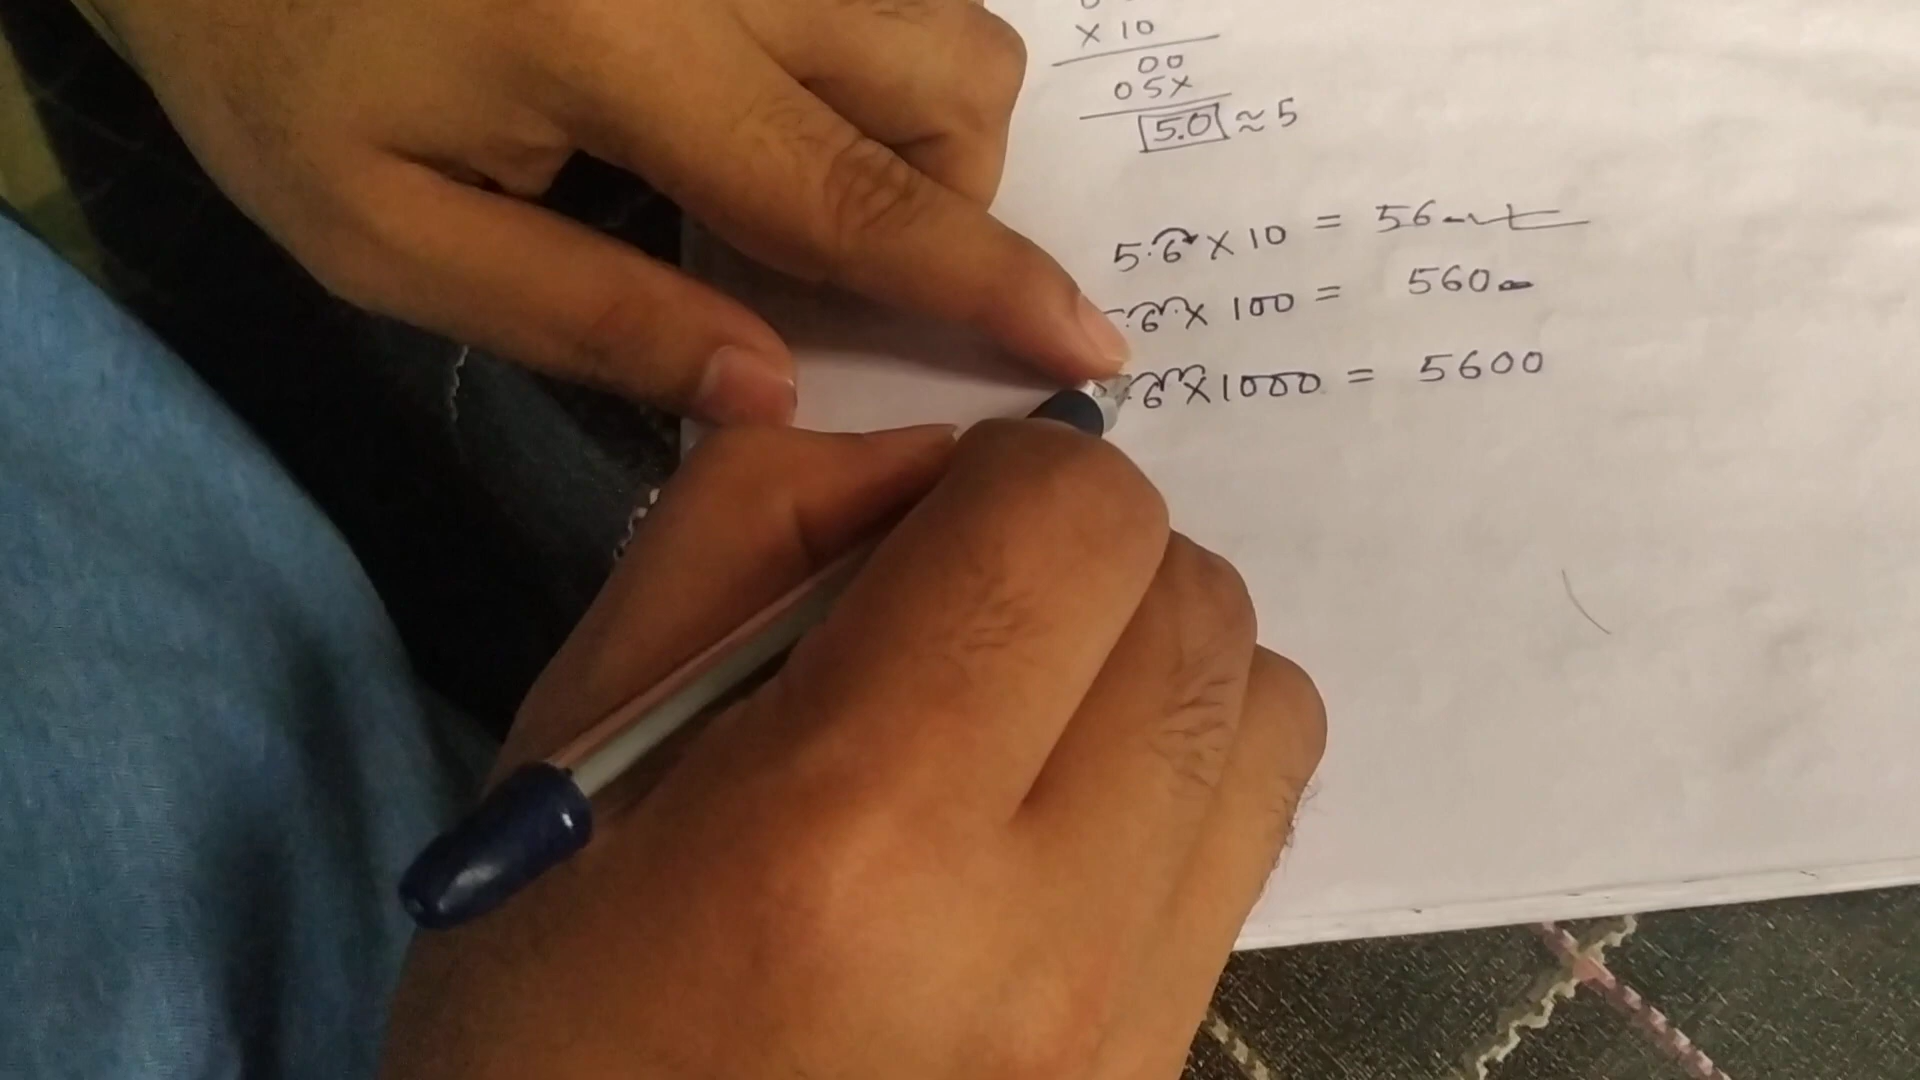 × 10
00
05×
5.0 ≈ 5
5.6 × 10 = 56
.6 × 100 = 560
.6 × 1000 = 5600